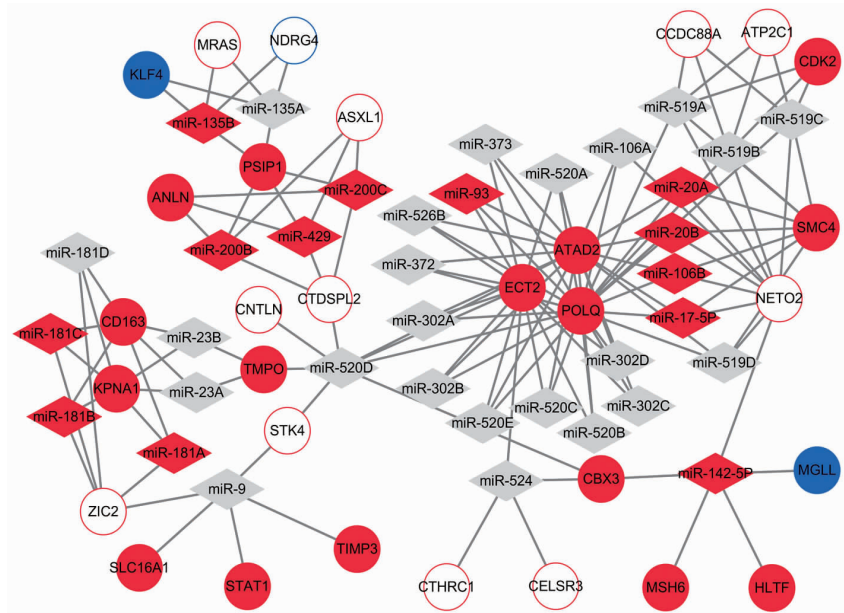 MRAS
NDRG4
CCDC88A
ATP2C1
KLF4
CDK2
miR-135B
miR-135A
ASXL1
miR-519A
miR-519C
miR-373
miR-106A
miR-519B
PSIP1
miR-520A
ANLN
miR-200C
miR-93
miR-20A
miR-526B
SMC4
miR-200B
miR-429
miR-20B
miR-181D
ATAD2
miR-372
miR-106B
ECT2
CNTLN
CTDSPL2
NETO2
POLQ
miR-17-5P
CD163
miR-302A
miR-181C
miR-23B
miR-302D
miR-519D
TMPO
miR-520D
KPNA1
miR-23A
miR-302B
miR-520C
miR-302C
miR-181B
miR-520E
miR-520B
STK4
miR-181A
miR-142-5P
MGLL
miR-9
miR-524
CBX3
ZIC2
TIMP3
SLC16A1
STAT1
CTHRC1
CELSR3
MSH6
HLTF